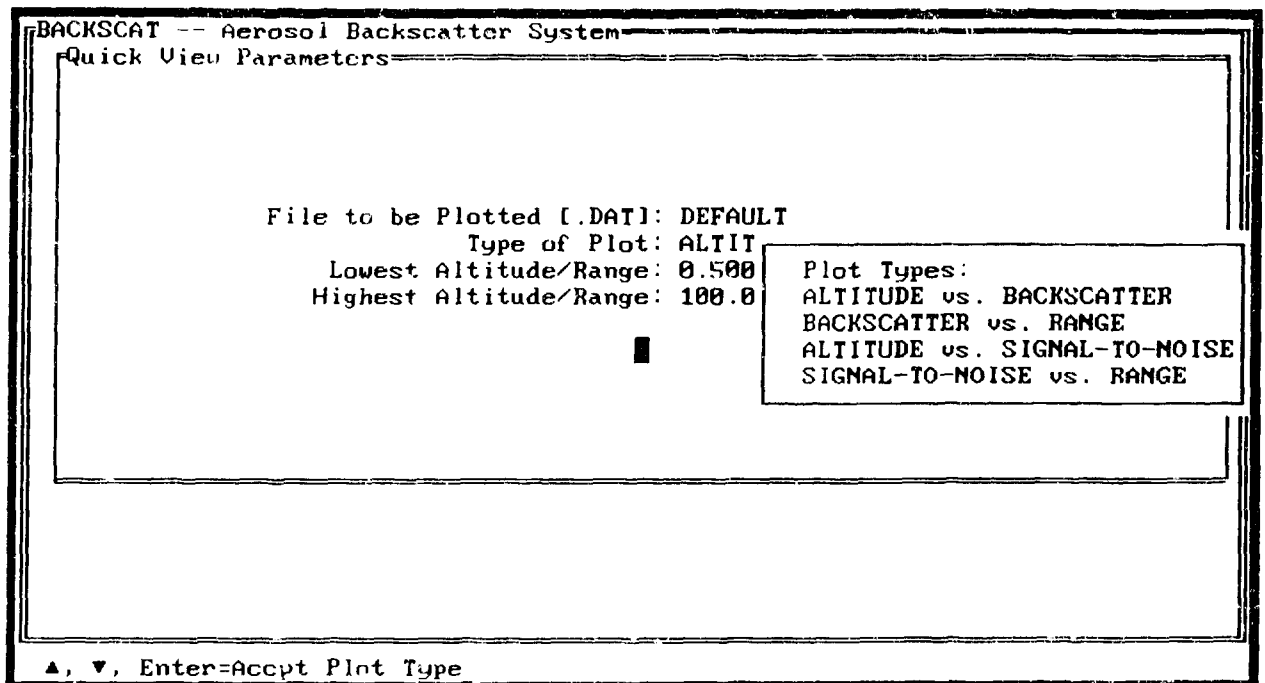 BACKSCAT -- Aerosol Backscatter System
Quick View Parameters
File to be Plotted [.DAT]: DEFAULT
Type of Plot: ALTIT
Lowest Altitude/Range: 0.500
Highest Altitude/Range: 100.0
Plot Types:
ALTITUDE vs. BACKSCATTER
BACKSCATTER vs. RANGE
ALTITUDE vs. SIGNAL-TO-NOISE
SIGNAL-TO-NOISE vs. RANGE
▲, ▼, Enter=Accpt Plot Type